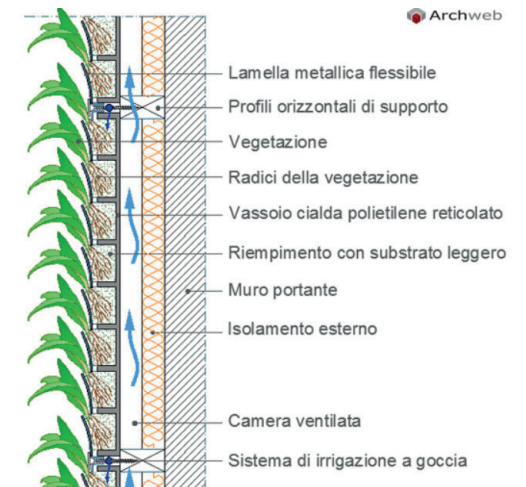 Archweb
Lamella metallica flessibile
Profili orizzontali di supporto
Vegetazione
Radici della vegetazione
Vassoio cialda polietilene reticolato
Riempimento con substrato leggero
Muro portante
Isolamento esterno
Camera ventilata
Sistema di irrigazione a goccia